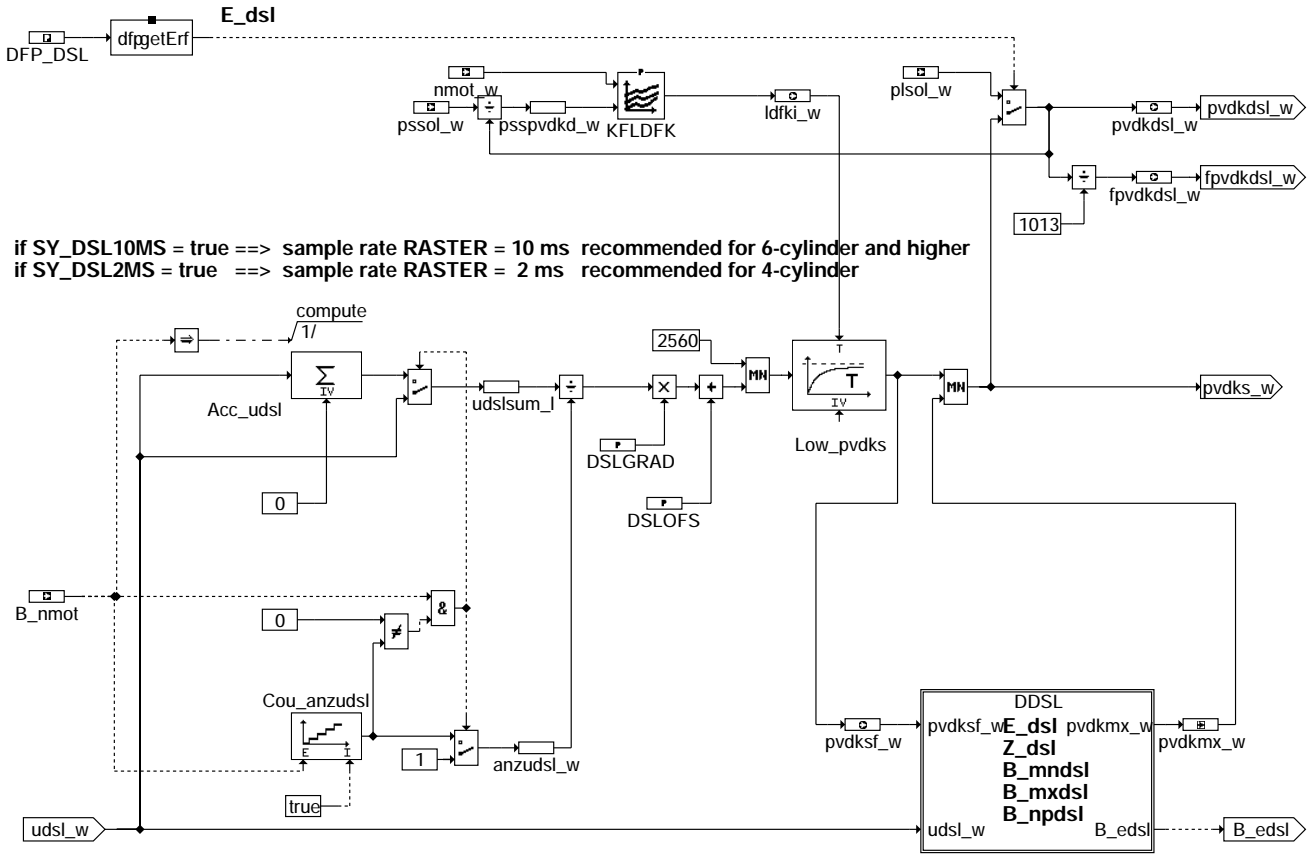 E_dsl
DFP_DSL
dfpgetErf
nmot_w
pssol_w
psspvdkd_w
KFLDFK
ldfki_w
plsol_w
pvdkdsl_w
pvdkdsl_w
fpvdkdsl_w
fpvdkdsl_w
1013
if SY_DSL10MS = true ==> sample rate RASTER = 10 ms recommended for 6-cylinder and higher
if SY_DSL2MS = true ==> sample rate RASTER = 2 ms recommended for 4-cylinder
compute
1/
Σ
IV
Acc_udsl
0
udslsum_l
2560
DSLGRAD
DSLOFS
MN
T
T
IV
Low_pvdks
MN
pvdks_w
B_nmot
0
≠
&
Cou_anzudsl
E I
true
1
anzudsl_w
pvdksf_w
DDSL
pvdksf_w
E_dsl
Z_dsl
B_mndsl
B_mxdsl
B_npdsl
pvdkmx_w
pvdkmx_w
udsl_w
udsl_w
B_edsl
B_edsl